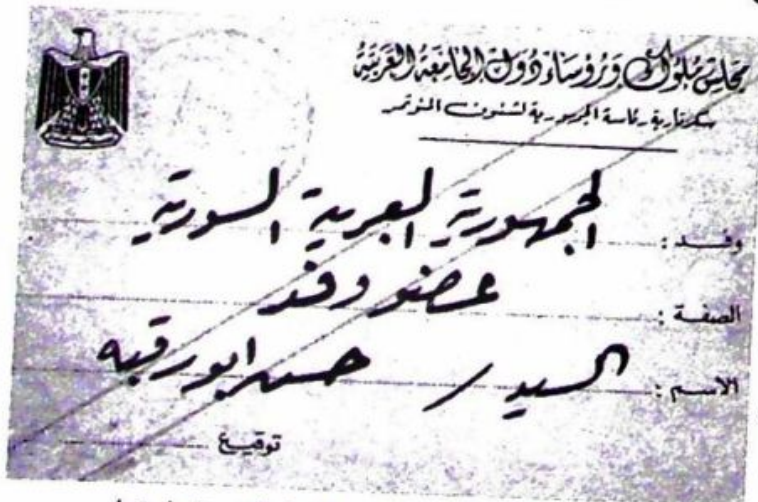 مجلس ملوك ورؤساء دول الجامعة العربية
سكرتارية رئاسة الجمهورية لشئون المؤتمر
وفد : الجمهورية العربية السورية
الصفة : عضو وفد
الاسم : السيد / حسن ابو رقبه
توقيع